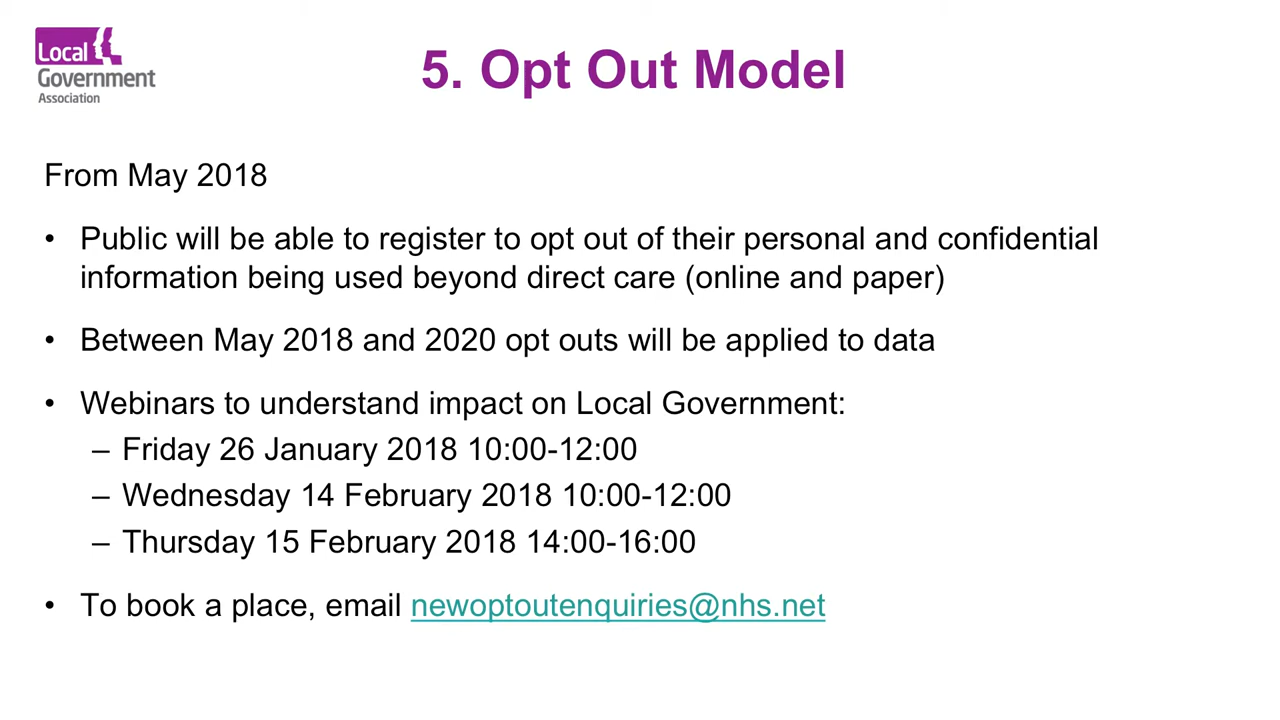 Local
Government
Association
5. Opt Out Model
From May 2018
• Public will be able to register to opt out of their personal and confidential
information being used beyond direct care (online and paper)
• Between May 2018 and 2020 opt outs will be applied to data
• Webinars to understand impact on Local Government:
– Friday 26 January 2018 10:00-12:00
– Wednesday 14 February 2018 10:00-12:00
– Thursday 15 February 2018 14:00-16:00
• To book a place, email newoptoutenquiries@nhs.net